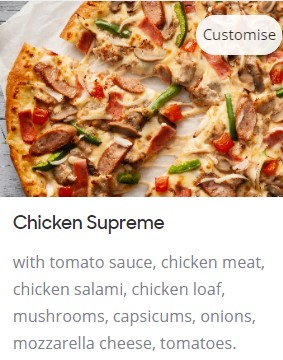 Customise
Chicken Supreme
with tomato sauce, chicken meat,
chicken salami, chicken loaf,
mushrooms, capsicums, onions,
mozzarella cheese, tomatoes.